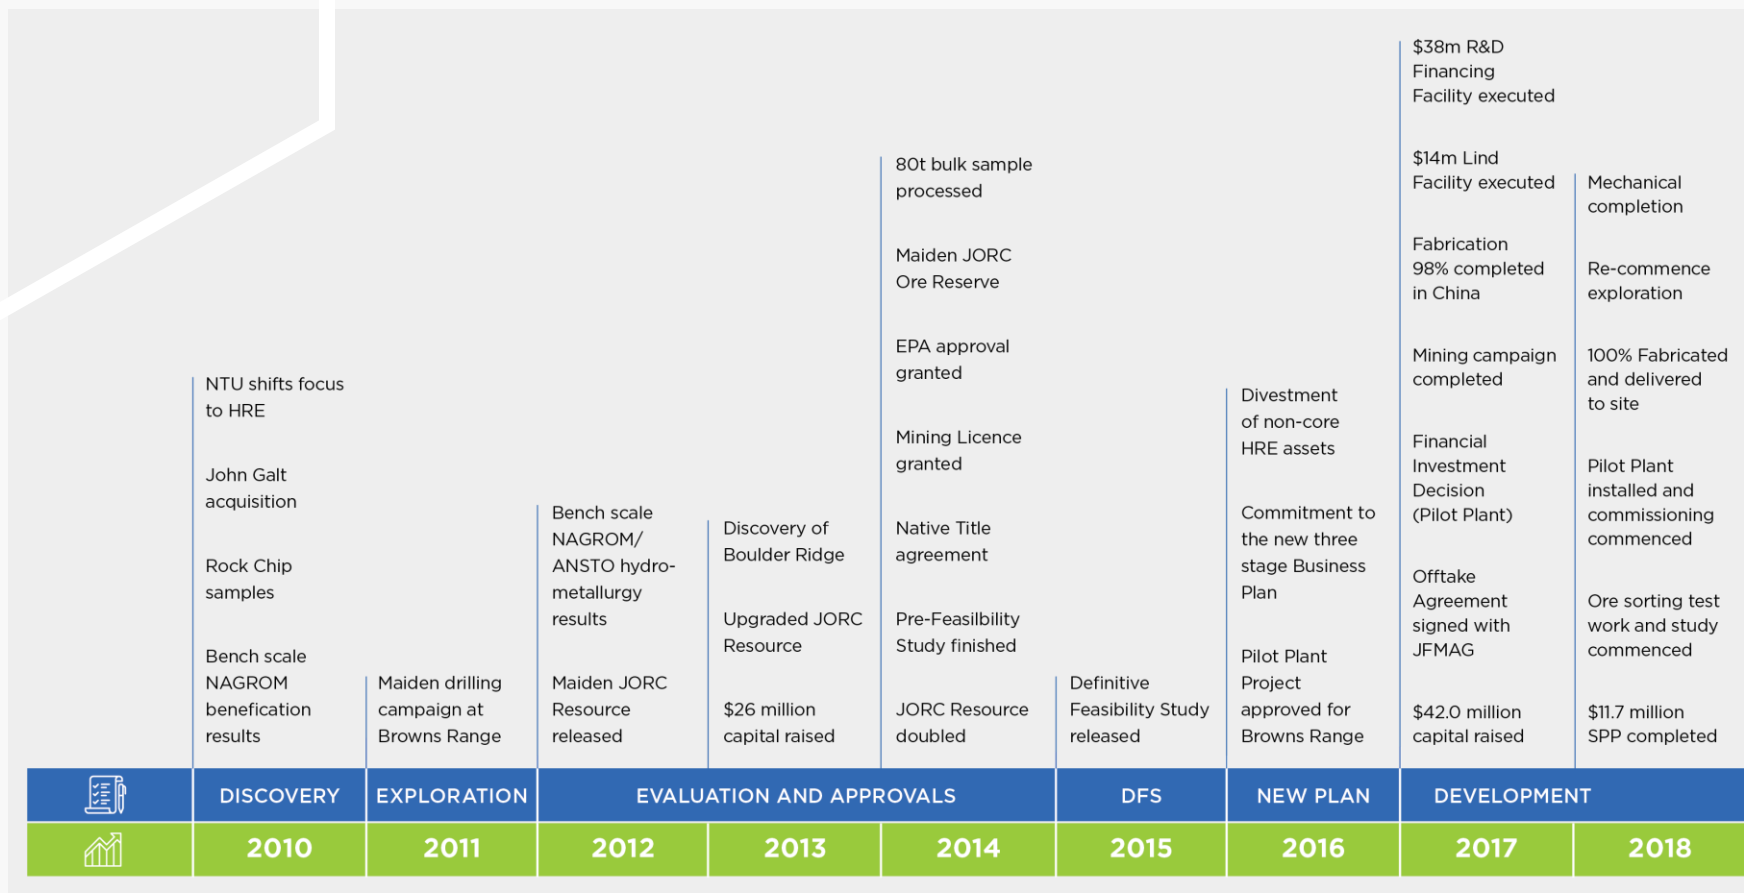 NTU shifts focus
to HRE
John Galt
acquisition
Rock Chip
samples
Bench scale
NAGROM
benefication
results
Maiden drilling
campaign at
Browns Range
Bench scale
NAGROM/
ANSTO hydro-
metallurgy
results
Maiden JORC
Resource
released
Discovery of
Boulder Ridge
Upgraded JORC
Resource
$26 million
capital raised
80t bulk sample
processed
Maiden JORC
Ore Reserve
EPA approval
granted
Mining Licence
granted
Native Title
agreement
Pre-Feasilbility
Study finished
JORC Resource
doubled
Definitive
Feasibility Study
released
Divestment
of non-core
HRE assets
Commitment to
the new three
stage Business
Plan
Pilot Plant
Project
approved for
Browns Range
$38m R&D
Financing
Facility executed
$14m Lind
Facility executed
Fabrication
98% completed
in China
Mining campaign
completed
Financial
Investment
Decision
(Pilot Plant)
Offtake
Agreement
signed with
JFMAG
$42.0 million
capital raised
Mechanical
completion
Re-commence
exploration
100% Fabricated
and delivered
to site
Pilot Plant
installed and
commissioning
commenced
Ore sorting test
work and study
commenced
$11.7 million
SPP completed
DISCOVERY EXPLORATION EVALUATION AND APPROVALS DFS NEW PLAN DEVELOPMENT
2010 2011 2012 2013 2014 2015 2016 2017 2018